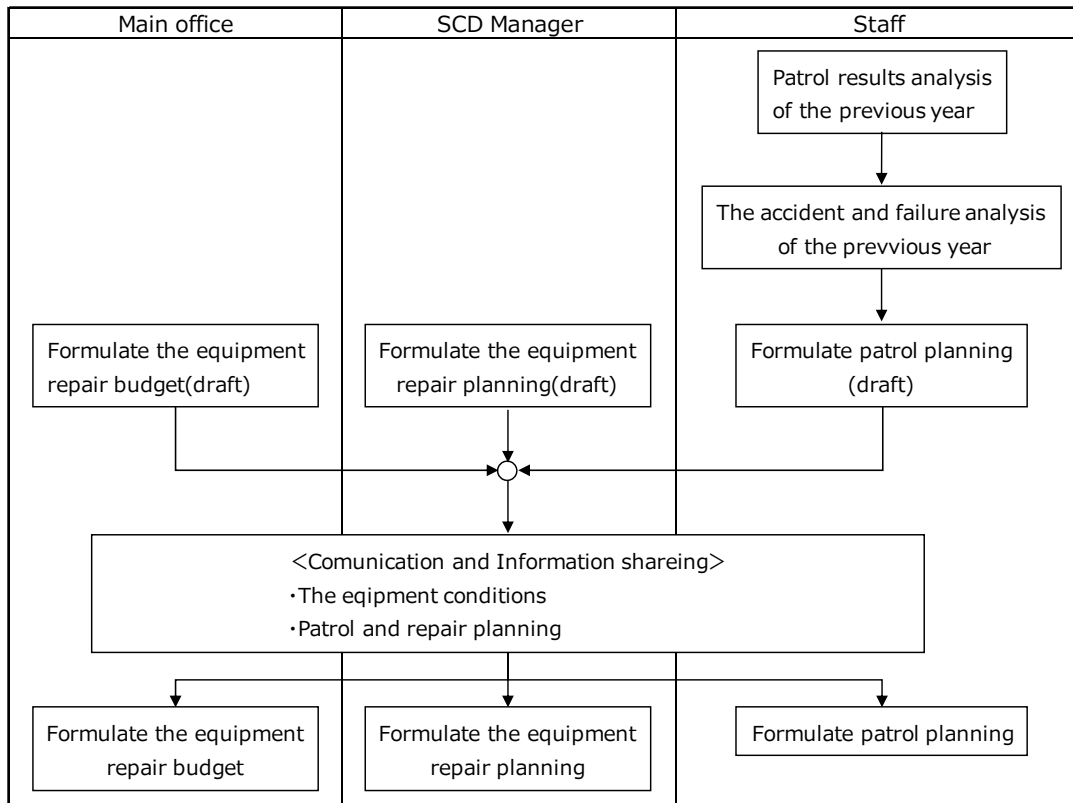 Main office
SCD Manager
Staff
Patrol results analysis
of the previous year
The accident and failure analysis
of the prevvious year
Formulate the equipment
repair budget(draft)
Formulate the equipment
repair planning(draft)
Formulate patrol planning
(draft)
<Comunication and Information shareing>
・The eqipment conditions
・Patrol and repair planning
Formulate the equipment
repair budget
Formulate the equipment
repair planning
Formulate patrol planning